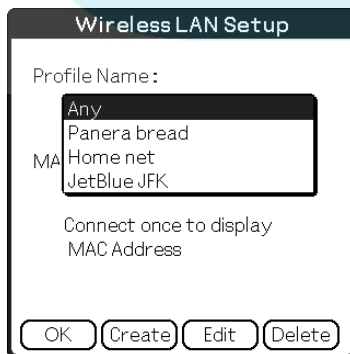 Wireless LAN Setup
Profile Name:
Any
Panera bread
MA Home net
JetBlue JFK
Connect once to display
MAC Address
OK Create Edit Delete